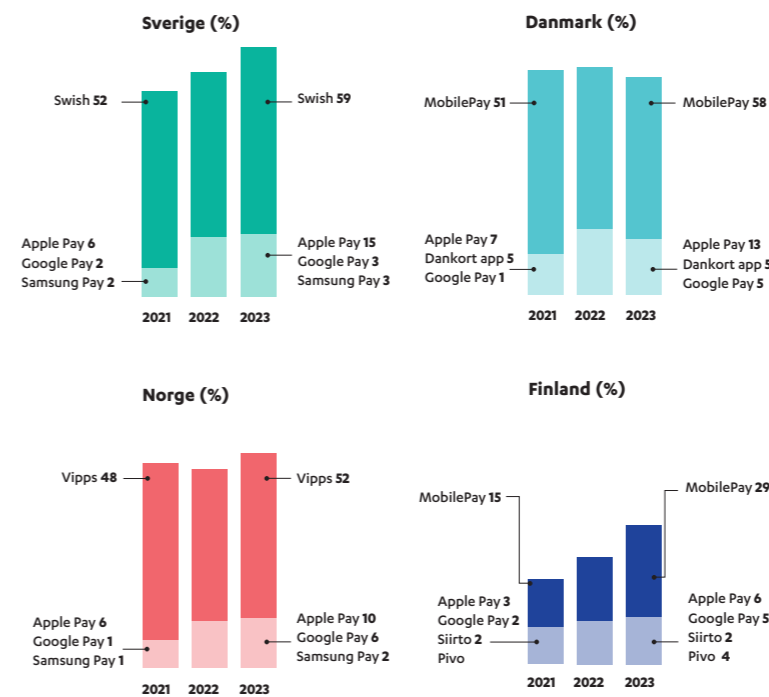 Sverige (%)
Swish 52
Swish 59
Apple Pay 6
Google Pay 2
Samsung Pay 2
Apple Pay 15
Google Pay 3
Samsung Pay 3
2021 2022 2023
Danmark (%)
MobilePay 51
MobilePay 58
Apple Pay 7
Dankort app 5
Google Pay 1
Apple Pay 13
Dankort app 5
Google Pay 5
2021 2022 2023
Norge (%)
Vipps 48
Vipps 52
Apple Pay 6
Google Pay 1
Samsung Pay 1
Apple Pay 10
Google Pay 6
Samsung Pay 2
2021 2022 2023
Finland (%)
MobilePay 15
MobilePay 29
Apple Pay 3
Google Pay 2
Siirto 2
Pivo
Apple Pay 6
Google Pay 5
Siirto 2
Pivo 4
2021 2022 2023